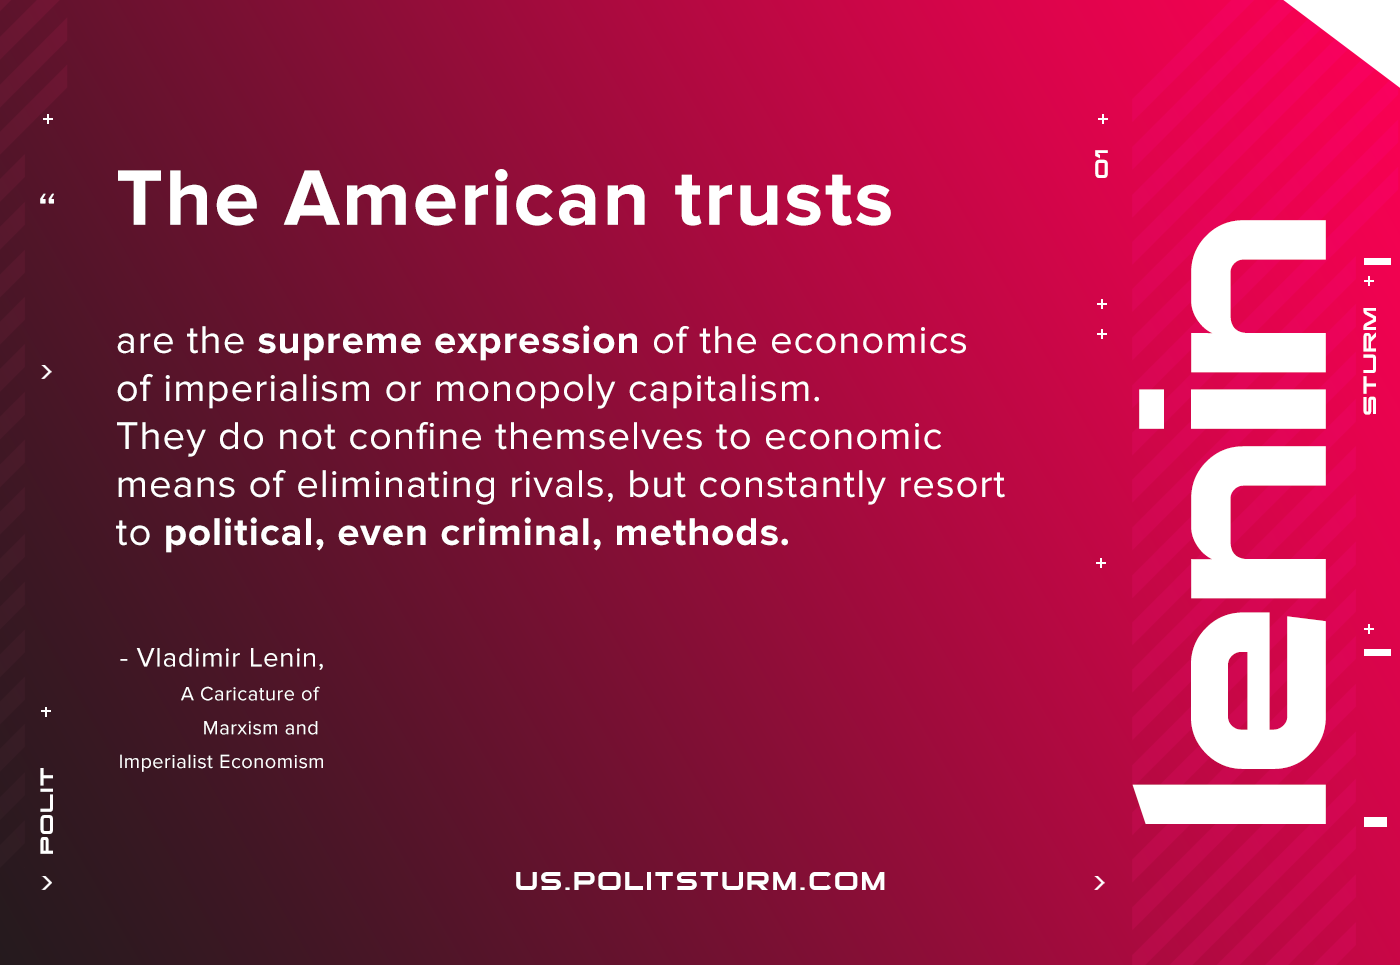 “
The American trusts
are the supreme expression of the economics
of imperialism or monopoly capitalism.
They do not confine themselves to economic
means of eliminating rivals, but constantly resort
to political, even criminal, methods.
- Vladimir Lenin,
A Caricature of
Marxism and
Imperialist Economism
POLIT
US.POLITSTURM.COM
01
lenin
STURM